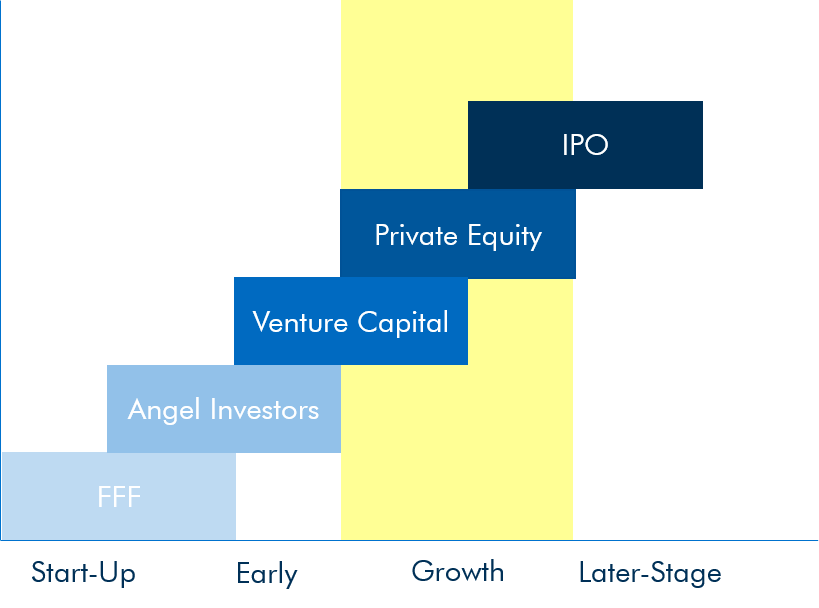 IPO
Private Equity
Venture Capital
Angel Investors
FFF
Start-Up
Early
Growth
Later-Stage